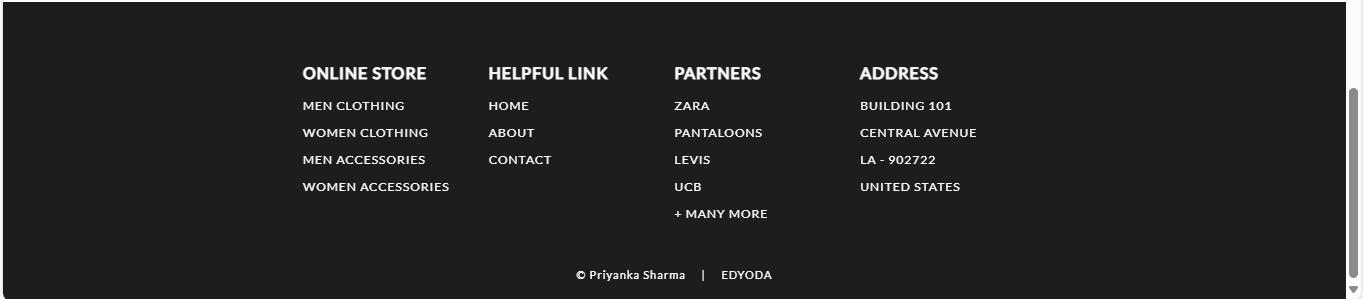 ONLINE STORE
MEN CLOTHING
WOMEN CLOTHING
MEN ACCESSORIES
WOMEN ACCESSORIES
HELPFUL LINK
HOME
ABOUT
CONTACT
PARTNERS
ZARA
PANTALOONS
LEVIS
UCB
+ MANY MORE
ADDRESS
BUILDING 101
CENTRAL AVENUE
LA - 902722
UNITED STATES
© Priyanka Sharma | EDYODA